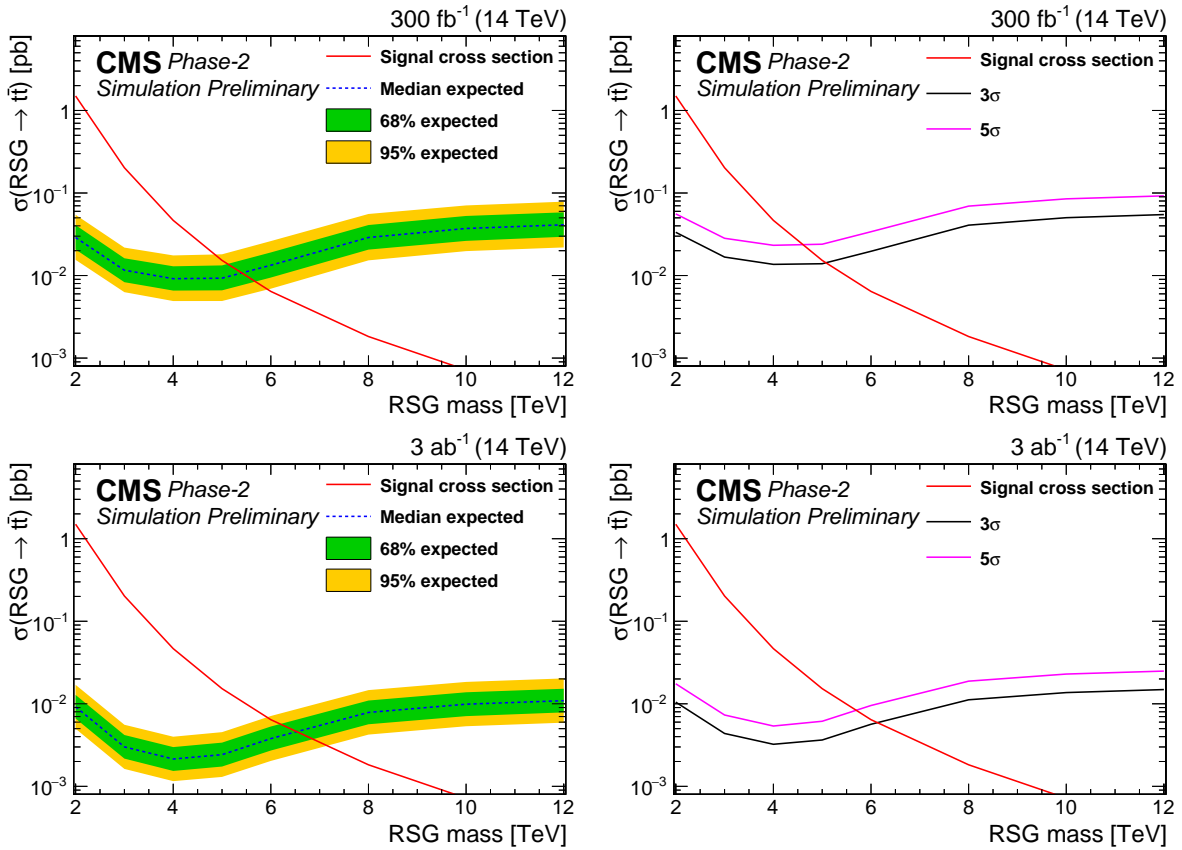 300 fb⁻¹ (14 TeV)
CMS Phase-2
Simulation Preliminary
Signal cross section
Median expected
68% expected
95% expected
σ(RSG → tt̄) [pb]
1
10⁻¹
10⁻²
10⁻³
2 4 6 8 10 12
RSG mass [TeV]
300 fb⁻¹ (14 TeV)
CMS Phase-2
Simulation Preliminary
Signal cross section
3σ
5σ
σ(RSG → tt̄) [pb]
1
10⁻¹
10⁻²
10⁻³
2 4 6 8 10 12
RSG mass [TeV]
3 ab⁻¹ (14 TeV)
CMS Phase-2
Simulation Preliminary
Signal cross section
Median expected
68% expected
95% expected
σ(RSG → tt̄) [pb]
1
10⁻¹
10⁻²
10⁻³
2 4 6 8 10 12
RSG mass [TeV]
3 ab⁻¹ (14 TeV)
CMS Phase-2
Simulation Preliminary
Signal cross section
3σ
5σ
σ(RSG → tt̄) [pb]
1
10⁻¹
10⁻²
10⁻³
2 4 6 8 10 12
RSG mass [TeV]